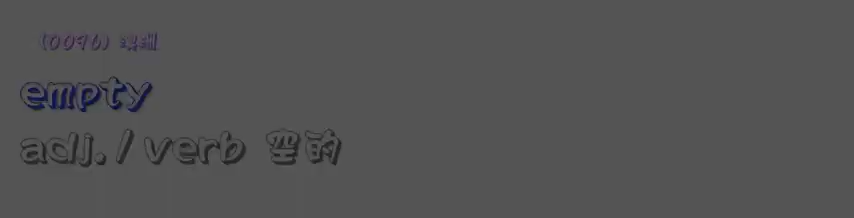 (0096)
empty
adj./verb 空的